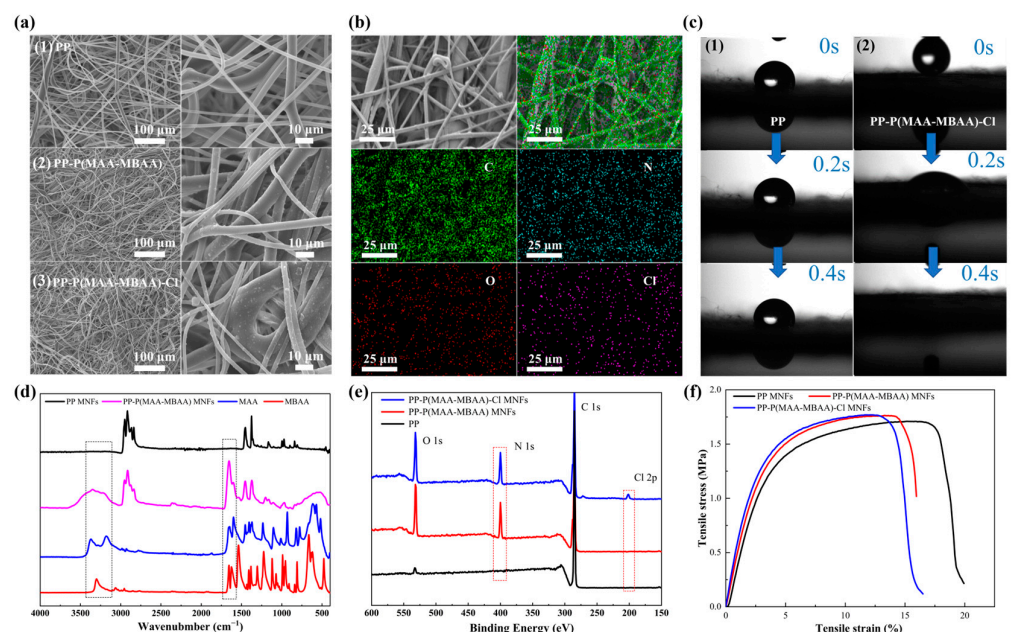 (a)
(1) PP
100 µm
10 µm
(2) PP-P(MAA-MBAA)
100 µm
10 µm
(3) PP-P(MAA-MBAA)-Cl
100 µm
10 µm
(b)
25 µm
C
N
25 µm
25 µm
O
Cl
25 µm
25 µm
(c)
(1)
0s
(2)
0s
PP
PP-P(MAA-MBAA)-Cl
0.2s
0.2s
0.4s
0.4s
(d)
PP MNFs
PP-P(MAA-MBAA) MNFs
MAA
MBAA
4000 3500 3000 2500 2000 1500 1000 500
Wavenubmber (cm⁻¹)
(e)
PP-P(MAA-MBAA)-Cl MNFs
PP-P(MAA-MBAA) MNFs
PP
C 1s
O 1s
N 1s
Cl 2p
600 550 500 450 400 350 300 250 200 150
Binding Energy (eV)
(f)
PP MNFs
PP-P(MAA-MBAA) MNFs
PP-P(MAA-MBAA)-Cl MNFs
Tensile stress (MPa)
2.0
1.5
1.0
0.5
0.0
0 5 10 15 20
Tensile strain (%)